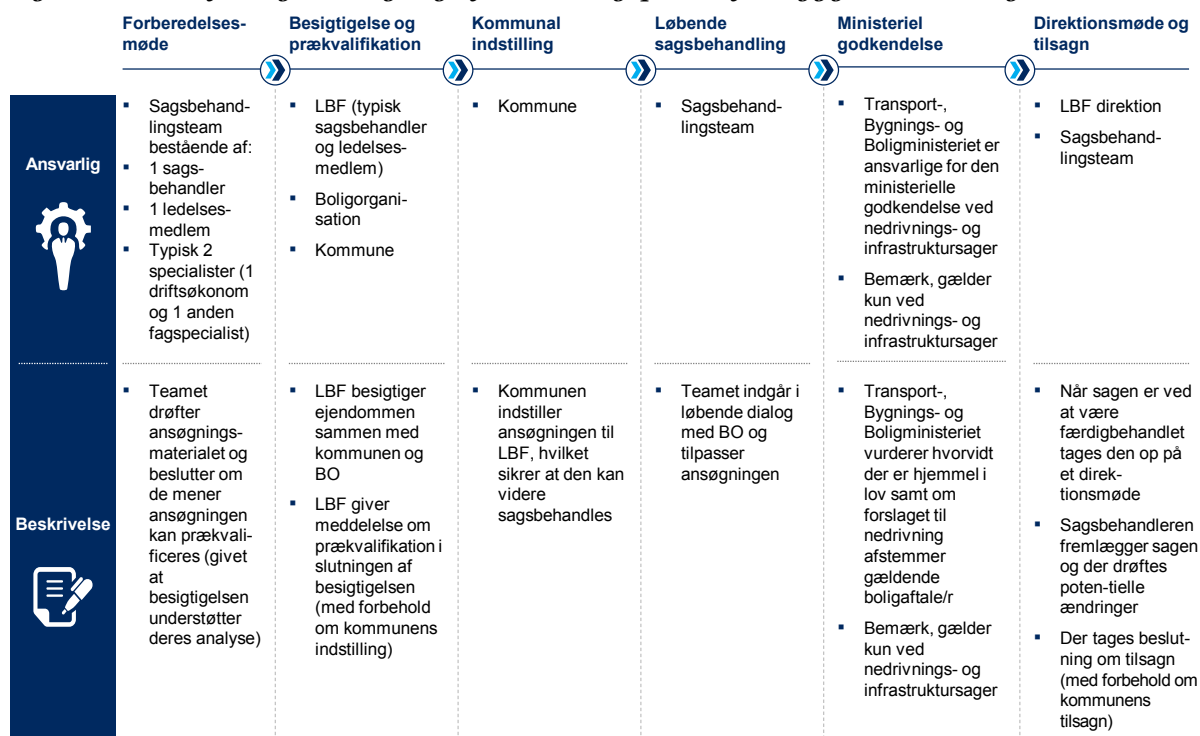 Forberedelses-
møde
Besigtigelse og
prækvalifikation
Kommunal
indstilling
Løbende
sagsbehandling
Ministeriel
godkendelse
Direktionsmøde og
tilsagn
Ansvarlig
Sagsbehand-
lingsteam
bestående af:
1 sags-
behandler
1 ledelses-
medlem
Typisk 2
specialister (1
driftsøkonom
og 1 anden
fagspecialist)
LBF (typisk
sagsbehandler
og ledelses-
medlem)
Boligorgani-
sation
Kommune
Kommune
Sagsbehand-
lingsteam
Transport-,
Bygnings- og
Boligministeriet er
ansvarlige for den
ministerielle
godkendelse ved
nedrivnings- og
infrastruktursager
Bemærk, gælder
kun ved
nedrivnings- og
infrastruktursager
LBF direktion
Sagsbehand-
lingsteam
Beskrivelse
Teamet
drøfter
ansøgnings-
materialet og
beslutter om
de mener
ansøgningen
kan prækvali-
ficeres (givet
at
besigtigelsen
understøtter
deres analyse)
LBF besigtiger
ejendommen
sammen med
kommunen og
BO
LBF giver
meddelelse om
prækvalifikation i
slutningen af
besigtigelsen
(med forbehold
om kommunens
indstilling)
Kommunen
indstiller
ansøgningen til
LBF, hvilket
sikrer at den kan
videre
sagsbehandles
Teamet indgår i
løbende dialog
med BO og
tilpasser
ansøgningen
Transport-,
Bygnings- og
Boligministeriet
vurderer hvorvidt
der er hjemmel i
lov samt om
forslaget til
nedrivning
afstemmer
gældende
boligaftale/r
Bemærk, gælder
kun ved
nedrivnings- og
infrastruktursager
Når sagen er ved
at være
færdigbehandlet
tages den op på
et direk-
tionsmøde
Sagsbehandleren
fremlægger sagen
og der drøftes
poten-tielle
ændringer
Der tages beslut-
ning om tilsagn
(med forbehold om
kommunens
tilsagn)